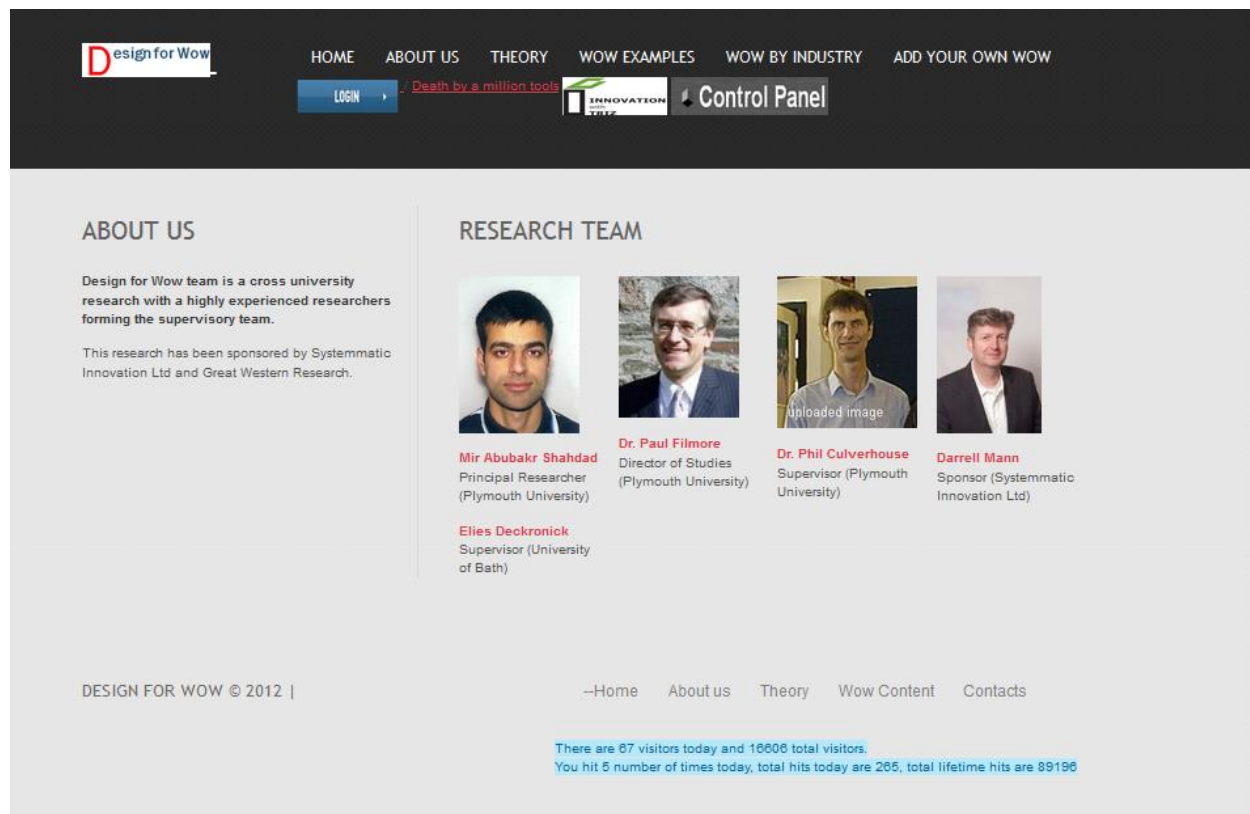 Design for Wow
HOME ABOUT US THEORY WOW EXAMPLES WOW BY INDUSTRY ADD YOUR OWN WOW
LOGIN / Death by a million tools INNOVATION with TRIZ Control Panel
ABOUT US
Design for Wow team is a cross university
research with a highly experienced researchers
forming the supervisory team.
This research has been sponsored by Systemmatic
Innovation Ltd and Great Western Research.
RESEARCH TEAM
Mir Abubakr Shahdad
Principal Researcher
(Plymouth University)
Dr. Paul Filmore
Director of Studies
(Plymouth University)
uploaded image
Dr. Phil Culverhouse
Supervisor (Plymouth
University)
Darrell Mann
Sponsor (Systemmatic
Innovation Ltd)
Elies Deckronick
Supervisor (University
of Bath)
DESIGN FOR WOW © 2012 |
--Home About us Theory Wow Content Contacts
There are 67 visitors today and 16606 total visitors.
You hit 5 number of times today, total hits today are 265, total lifetime hits are 89196